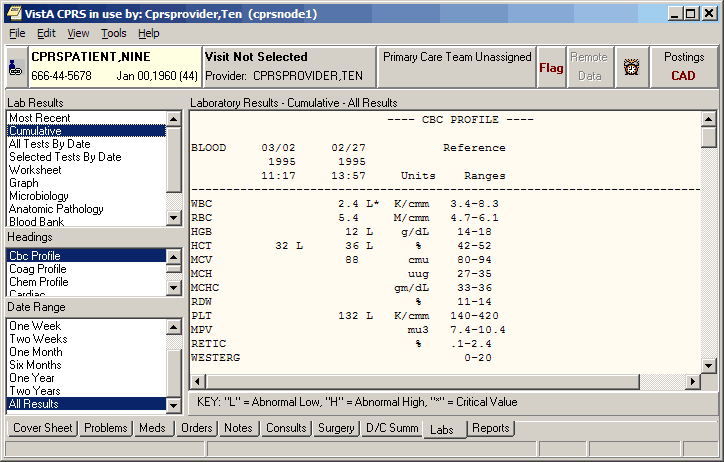 VistA CPRS in use by: Cprsprovider,Ten (cprsnode1)
File Edit View Tools Help
CPRSPATIENT,NINE
666-44-5678 Jan 00,1960 (44)
Visit Not Selected
Provider: CPRSPROVIDER,TEN
Primary Care Team Unassigned
Flag
Remote
Data
Postings
CAD
Lab Results
Most Recent
Cumulative
All Tests By Date
Selected Tests By Date
Worksheet
Graph
Microbiology
Anatomic Pathology
Blood Bank
Headings
Cbc Profile
Coag Profile
Chem Profile
Cardiac
Date Range
One Week
Two Weeks
One Month
Six Months
One Year
Two Years
All Results
Laboratory Results - Cumulative - All Results
---- CBC PROFILE ----
BLOOD 03/02 02/27 Reference
1995 1995
11:17 13:57 Units Ranges
WBC 2.4 L* K/cmm 3.4-8.3
RBC 5.4 M/cmm 4.7-6.1
HGB 12 L g/dL 14-18
HCT 32 L 36 L % 42-52
MCV 88 cmu 80-94
MCH uug 27-35
MCHC gm/dL 33-36
RDW % 11-14
PLT 132 L K/cmm 140-420
MPV mu3 7.4-10.4
RETIC % .1-2.4
WESTERG 0-20
KEY: "L" = Abnormal Low, "H" = Abnormal High, "*" = Critical Value
Cover Sheet Problems Meds Orders Notes Consults Surgery D/C Summ Labs Reports